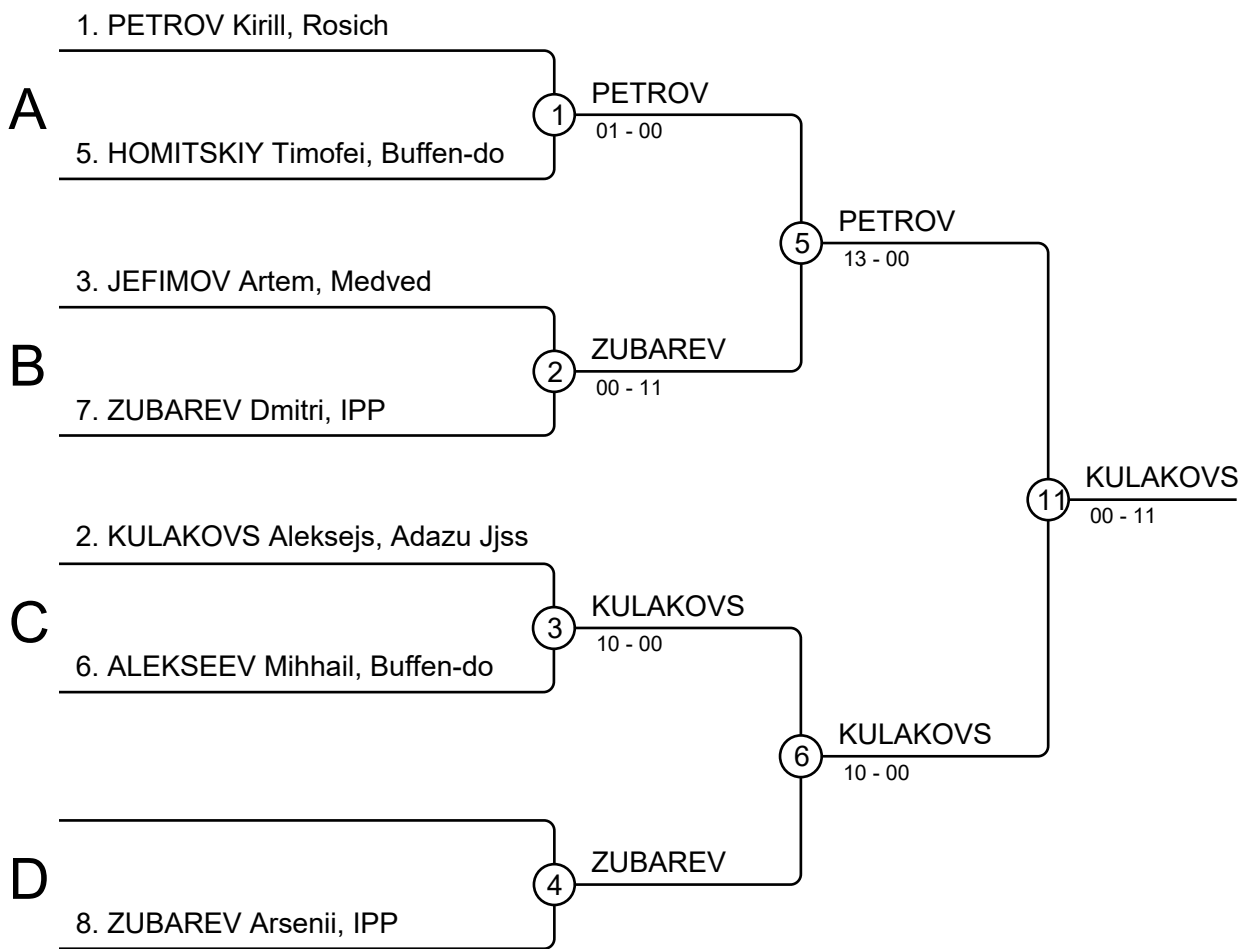 1. PETROV Kirill, Rosich
A
1
PETROV
01 - 00
5. HOMITSKIY Timofei, Buffen-do
5
PETROV
13 - 00
3. JEFIMOV Artem, Medved
B
2
ZUBAREV
00 - 11
7. ZUBAREV Dmitri, IPP
11
KULAKOVS
00 - 11
2. KULAKOVS Aleksejs, Adazu Jjss
C
3
KULAKOVS
10 - 00
6. ALEKSEEV Mihhail, Buffen-do
6
KULAKOVS
10 - 00
D
4
ZUBAREV
8. ZUBAREV Arsenii, IPP